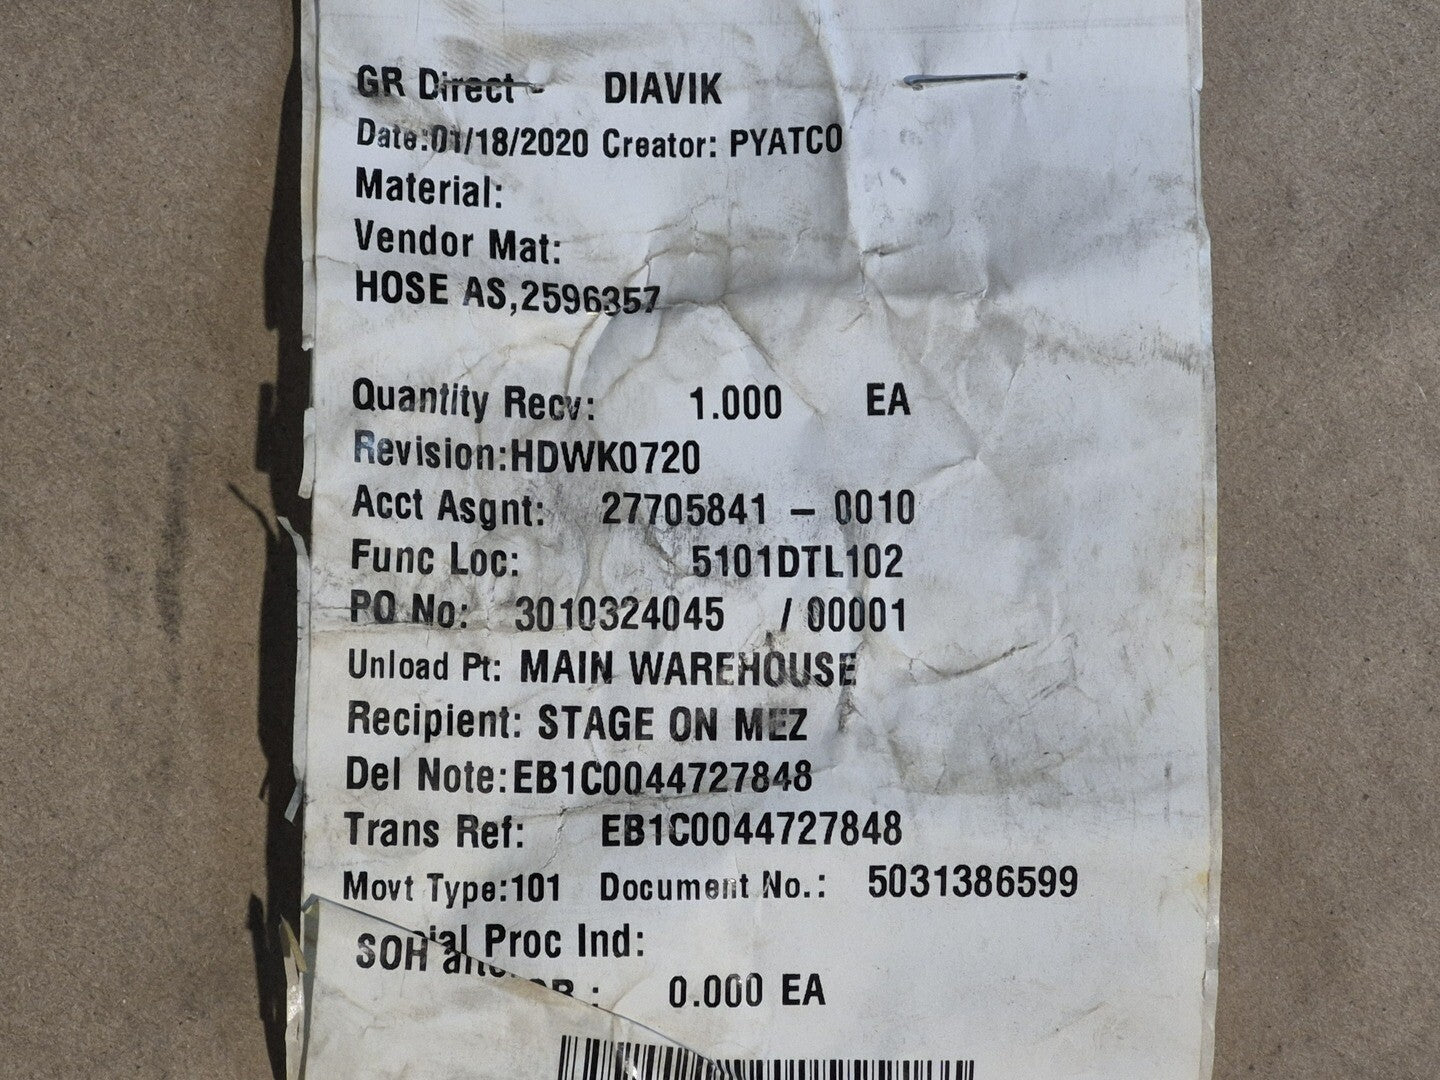 GR Direct - DIAVIK
Date:01/18/2020 Creator: PYATCO
Material:
Vendor Mat:
HOSE AS,2596357
Quantity Recv: 1.000 EA
Revision:HDWK0720
Acct Asgnt: 27705841 - 0010
Func Loc: 5101DTL102
PO No: 3010324045 / 00001
Unload Pt: MAIN WAREHOUSE
Recipient: STAGE ON MEZ
Del Note:EB1C0044727848
Trans Ref: EB1C0044727848
Movt Type:101 Document No.: 5031386599
Proc Ind:
SOH : 0.000 EA